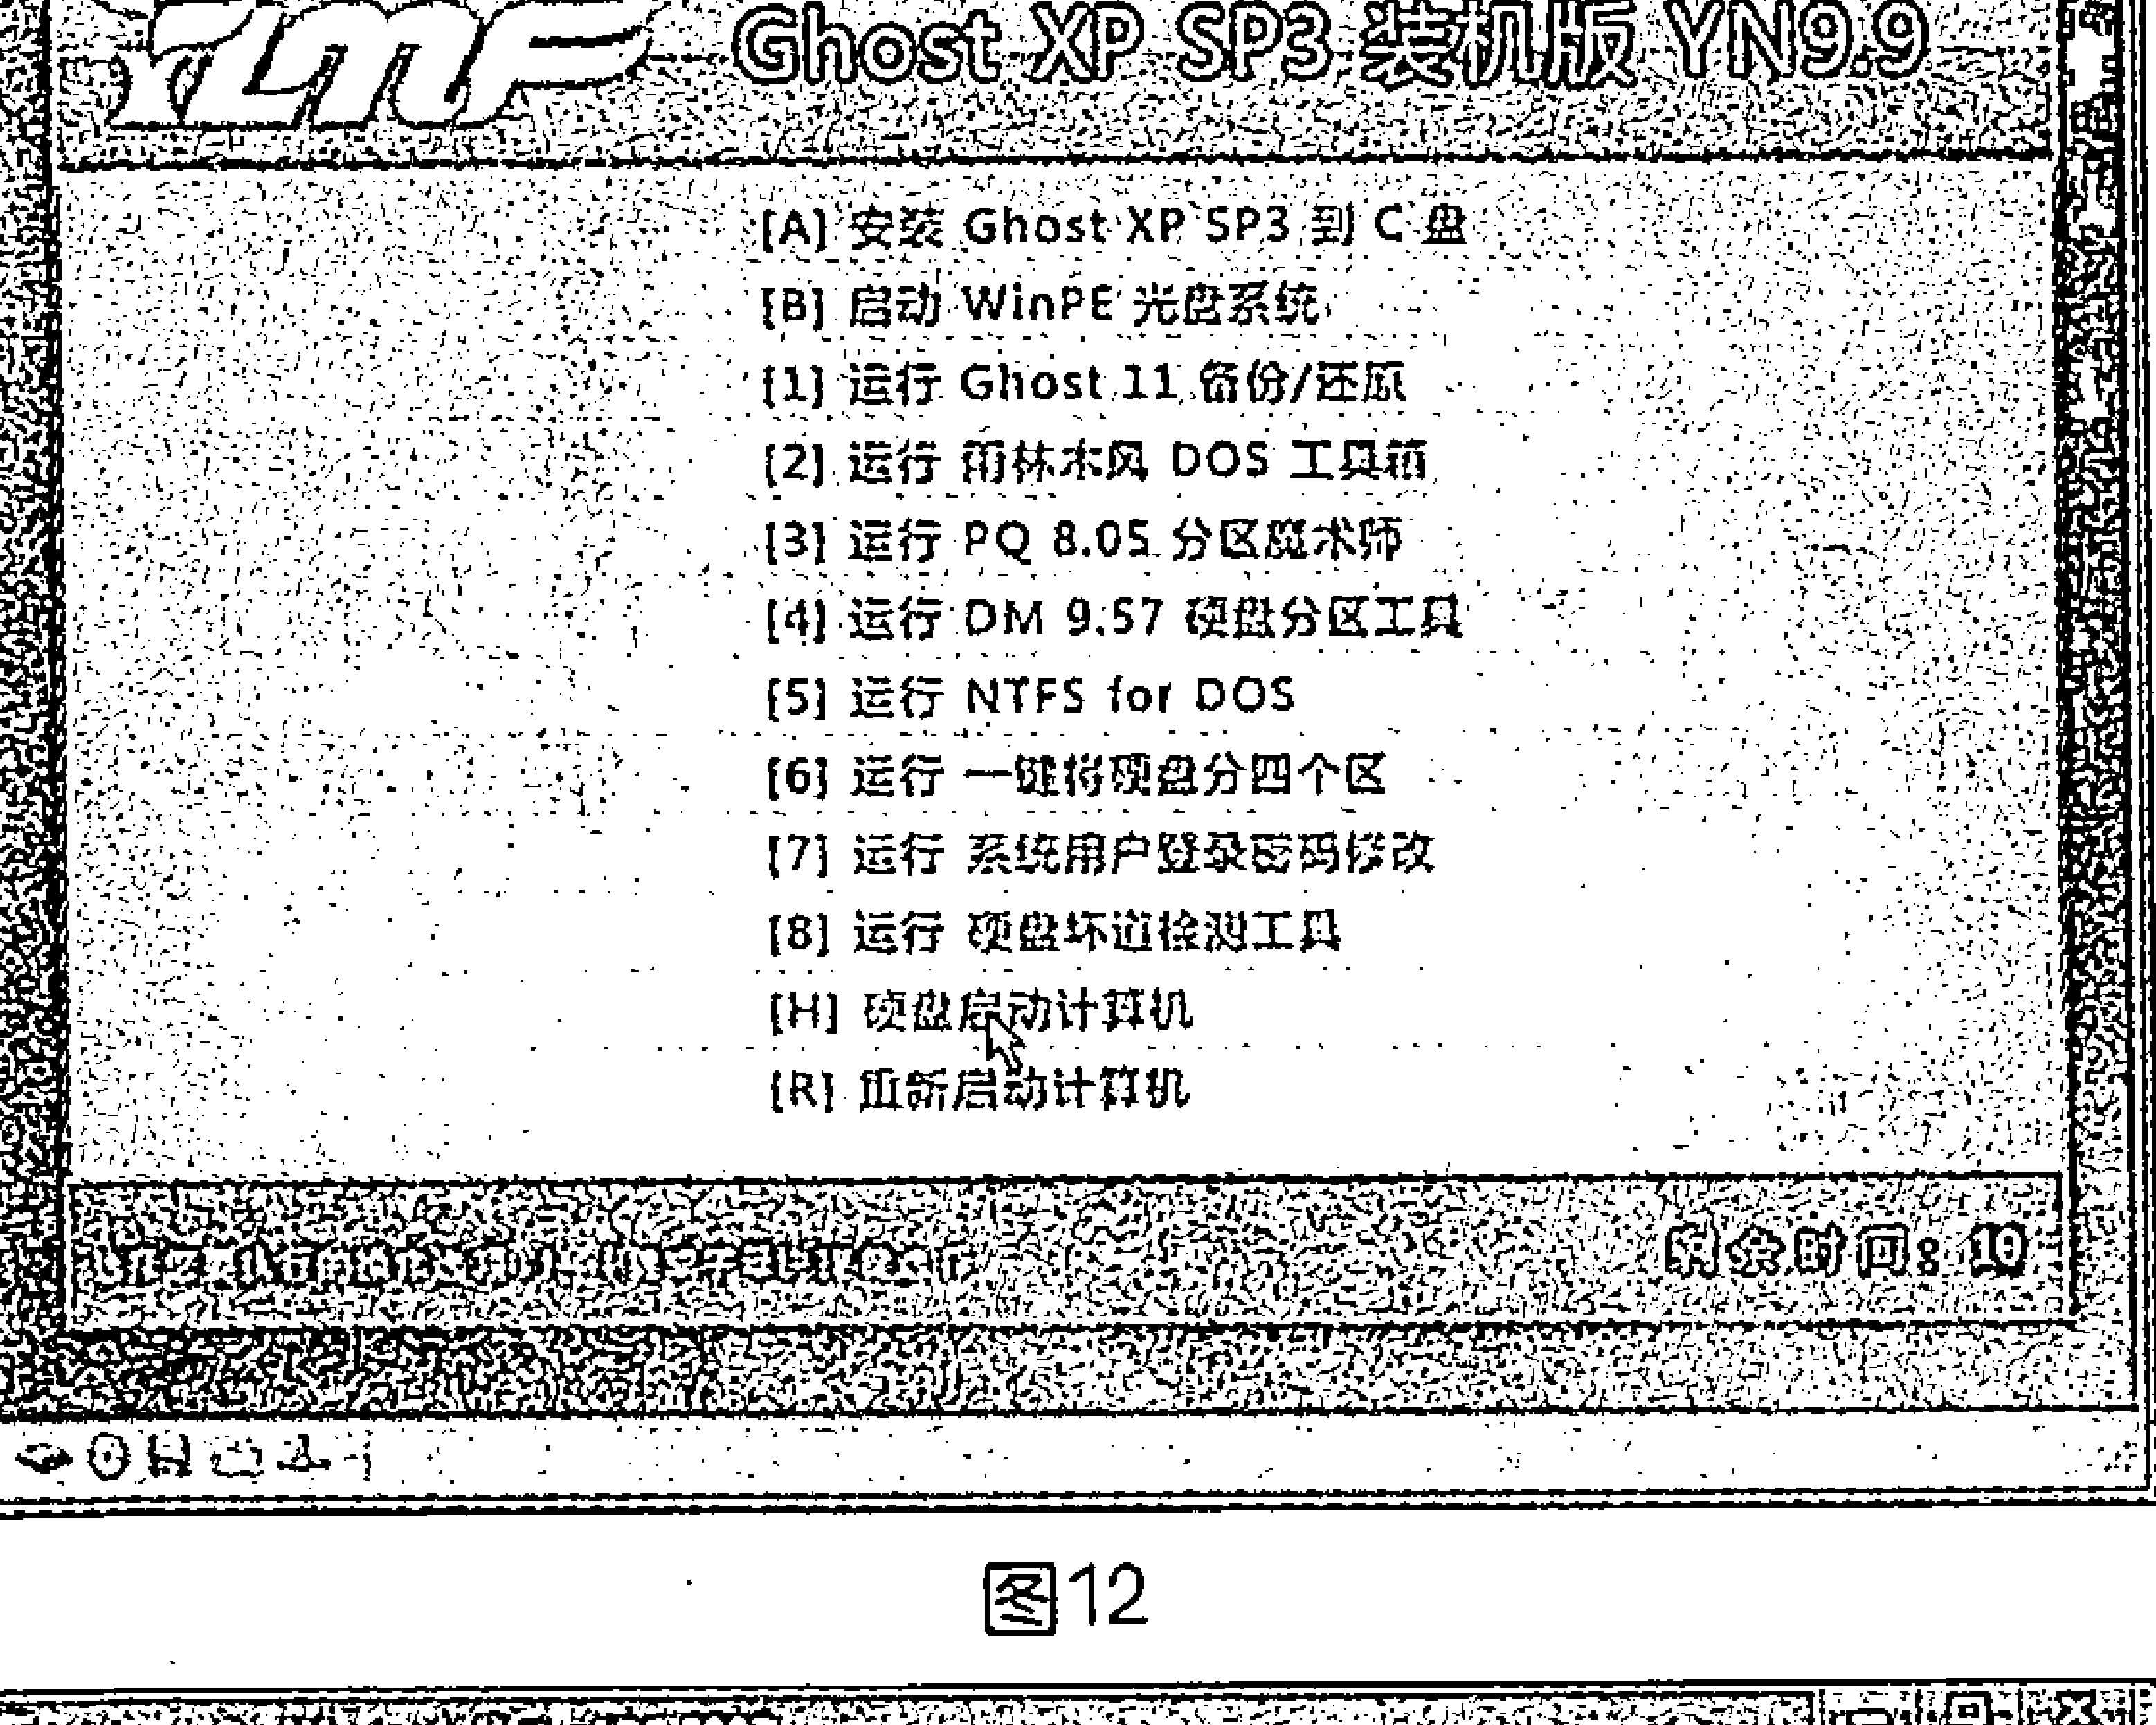 YLMF Ghost XP SP3 装机版 YN9.9
[A] 安装 Ghost XP SP3 到 C 盘
[B] 启动 WinPE 光盘系统
[1] 运行 Ghost 11 备份/还原
[2] 运行 雨林木风 DOS 工具箱
[3] 运行 PQ 8.05 分区魔术师
[4] 运行 DM 9.57 硬盘分区工具
[5] 运行 NTFS for DOS
[6] 运行 一键将硬盘分四个区
[7] 运行 系统用户登录密码修改
[8] 运行 硬盘坏道检测工具
[H] 硬盘启动计算机
[R] 重新启动计算机
剩余时间: 10
图12